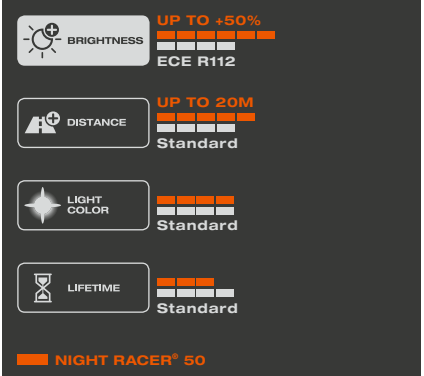 UP TO +50%
BRIGHTNESS
ECE R112
UP TO 20M
DISTANCE
Standard
LIGHT
COLOR
Standard
LIFETIME
Standard
NIGHT RACER® 50